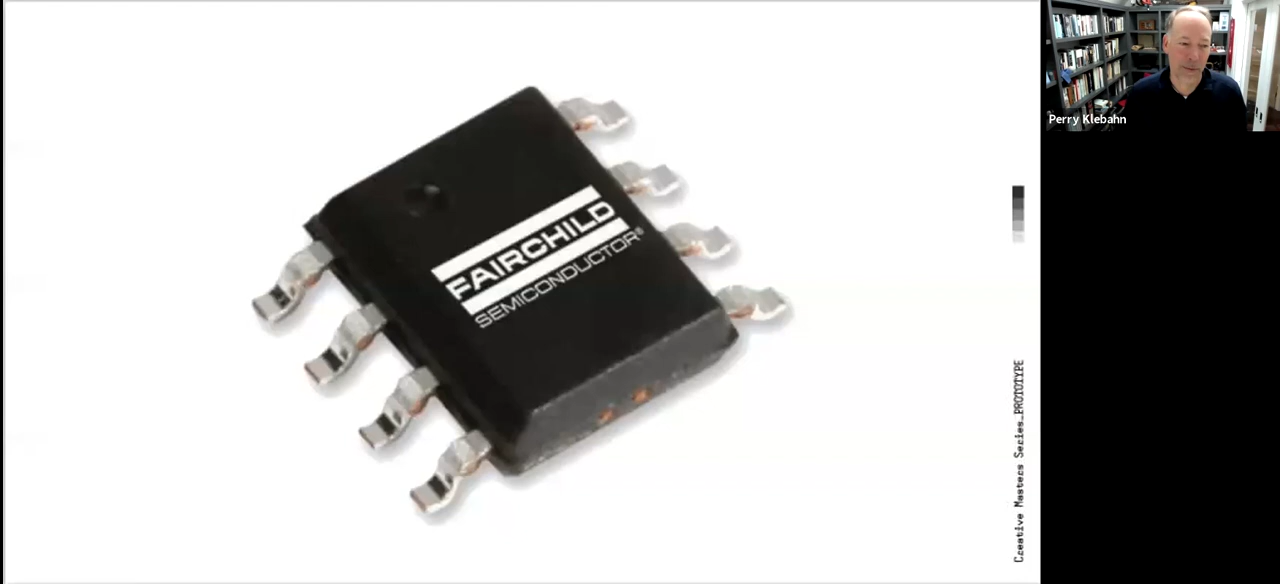 FAIRCHILD
SEMICONDUCTOR®
Perry Klebahn
Creative Masters Series_PROTOTYPE